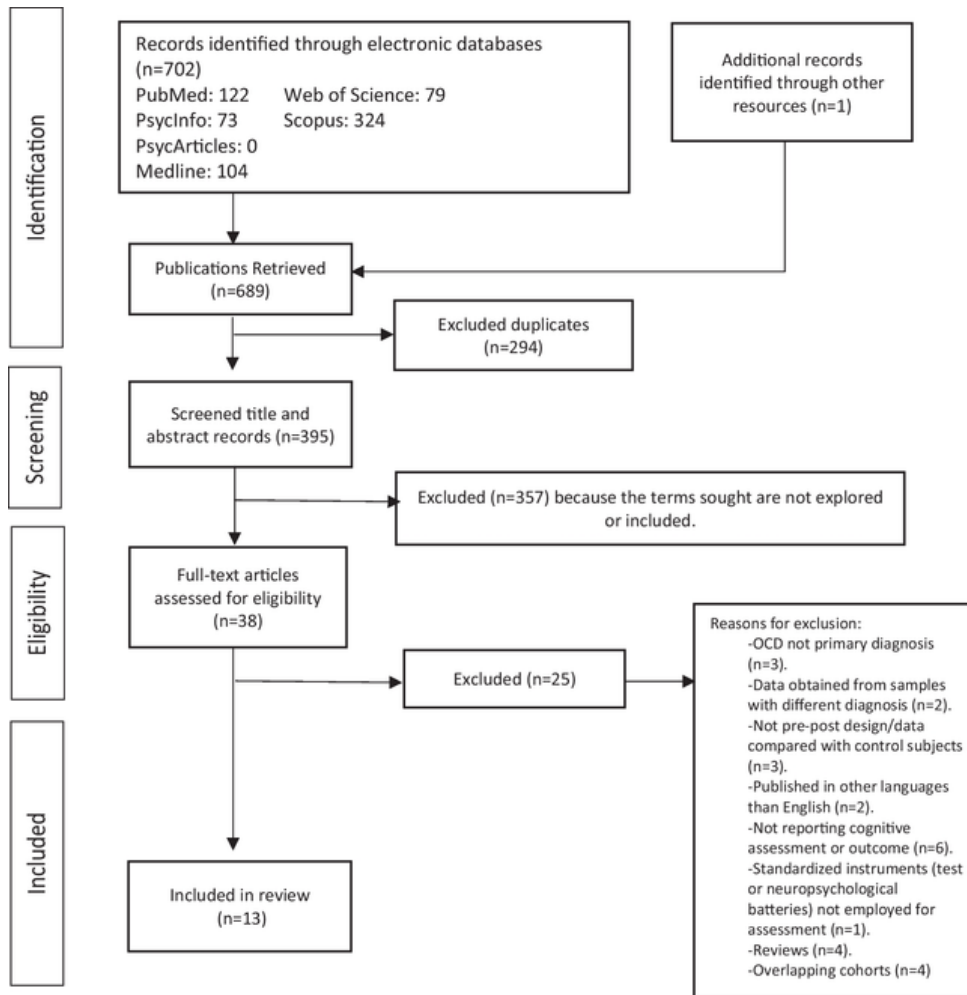 Identification
Records identified through electronic databases
(n=702)
PubMed: 122 Web of Science: 79
PsycInfo: 73 Scopus: 324
PsycArticles: 0
Medline: 104
Additional records
identified through other
resources (n=1)
Publications Retrieved
(n=689)
Excluded duplicates
(n=294)
Screening
Screened title and
abstract records (n=395)
Excluded (n=357) because the terms sought are not explored
or included.
Eligibility
Full-text articles
assessed for eligibility
(n=38)
Excluded (n=25)
Reasons for exclusion:
-OCD not primary diagnosis
(n=3).
-Data obtained from samples
with different diagnosis (n=2).
-Not pre-post design/data
compared with control subjects
(n=3).
-Published in other languages
than English (n=2).
-Not reporting cognitive
assessment or outcome (n=6).
-Standardized instruments (test
or neuropsychological
batteries) not employed for
assessment (n=1).
-Reviews (n=4).
-Overlapping cohorts (n=4)
Included
Included in review
(n=13)